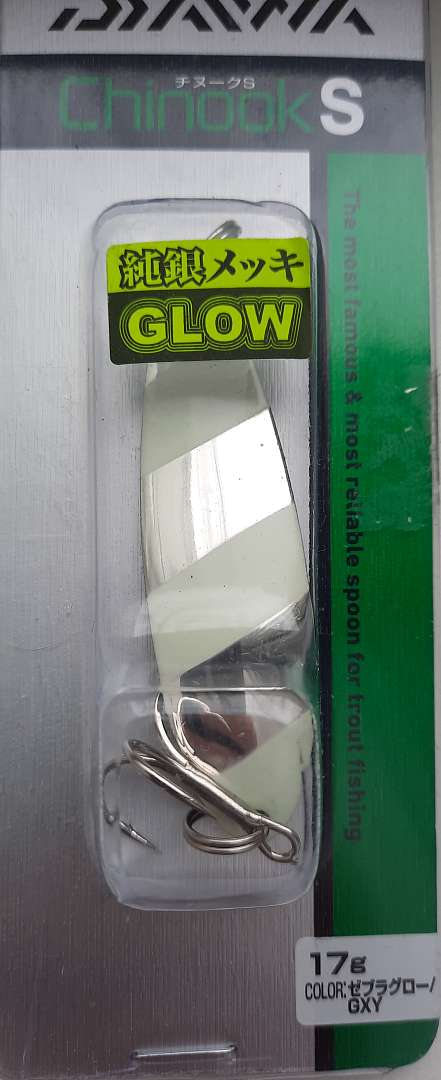 DAIWA
チヌークS
Chinook S
純銀メッキ
GLOW
The most famous & most reliable spoon for trout fishing
17g
COLOR:ゼブラグロー/
GXY